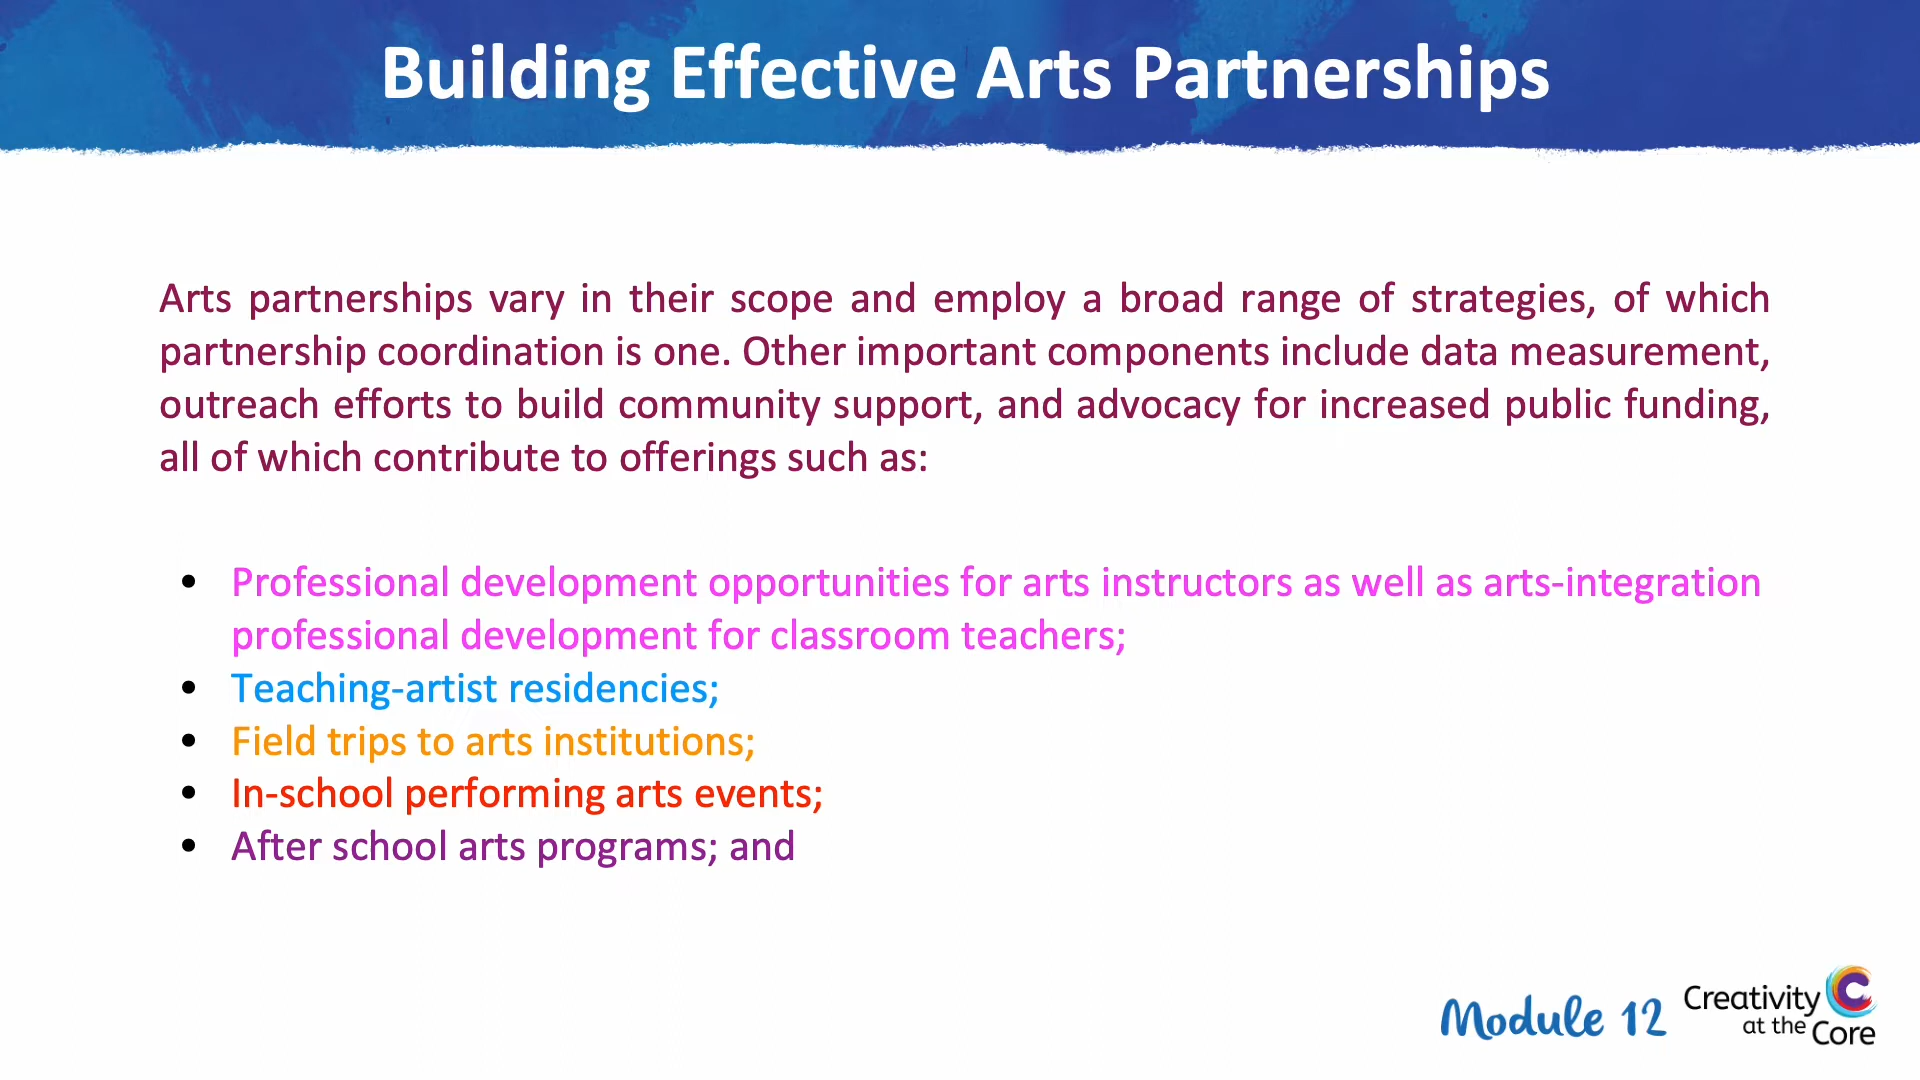 Building Effective Arts Partnerships
Arts partnerships vary in their scope and employ a broad range of strategies, of which
partnership coordination is one. Other important components include data measurement,
outreach efforts to build community support, and advocacy for increased public funding,
all of which contribute to offerings such as:
• Professional development opportunities for arts instructors as well as arts-integration
professional development for classroom teachers;
• Teaching-artist residencies;
• Field trips to arts institutions;
• In-school performing arts events;
• After school arts programs; and
Module 12
Creativity
at the Core